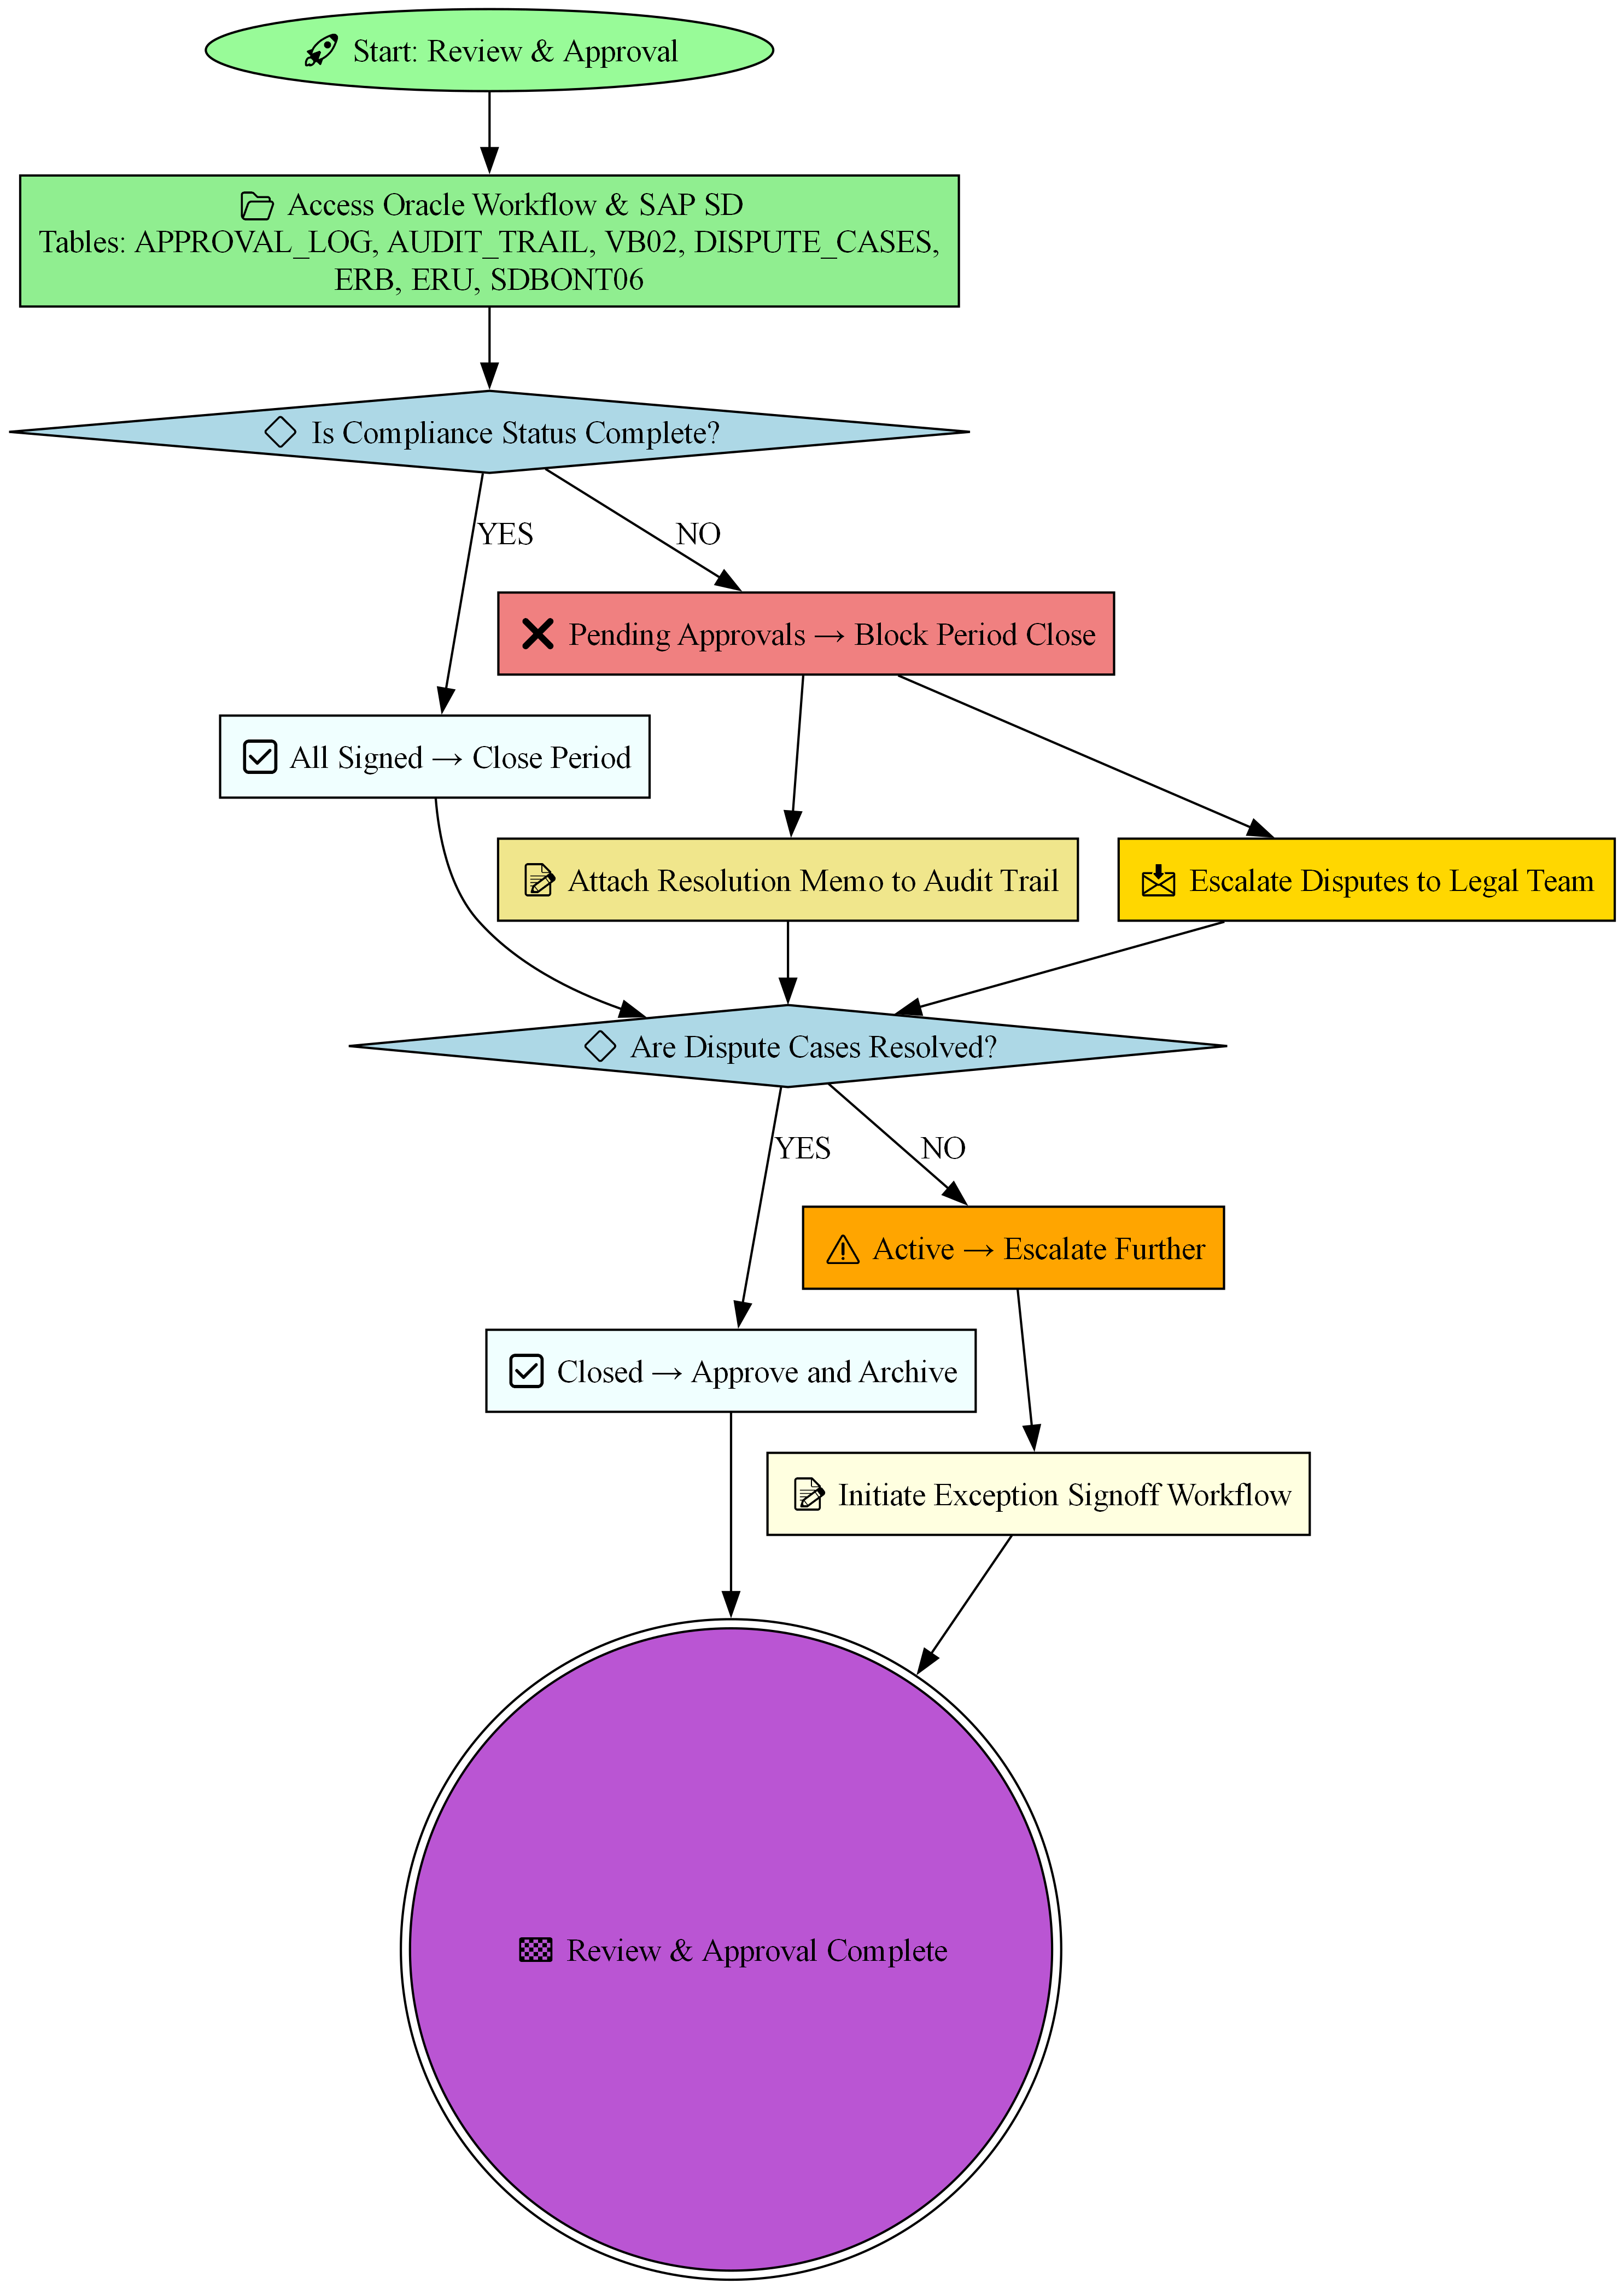 Start: Review & Approval
Access Oracle Workflow & SAP SD
Tables: APPROVAL_LOG, AUDIT_TRAIL, VB02, DISPUTE_CASES,
ERB, ERU, SDBONT06
Is Compliance Status Complete?
YES
NO
Pending Approvals → Block Period Close
All Signed → Close Period
Attach Resolution Memo to Audit Trail
Escalate Disputes to Legal Team
Are Dispute Cases Resolved?
YES
NO
Active → Escalate Further
Closed → Approve and Archive
Initiate Exception Signoff Workflow
Review & Approval Complete